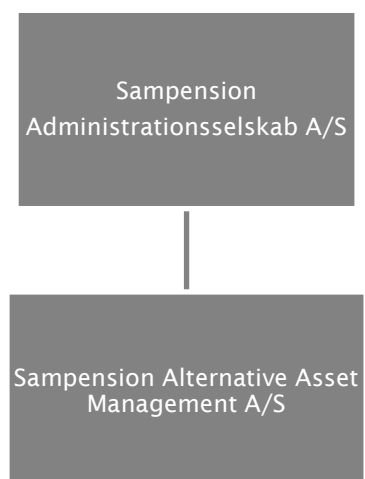 Sampension
Administrationsselskab A/S
Sampension Alternative Asset
Management A/S